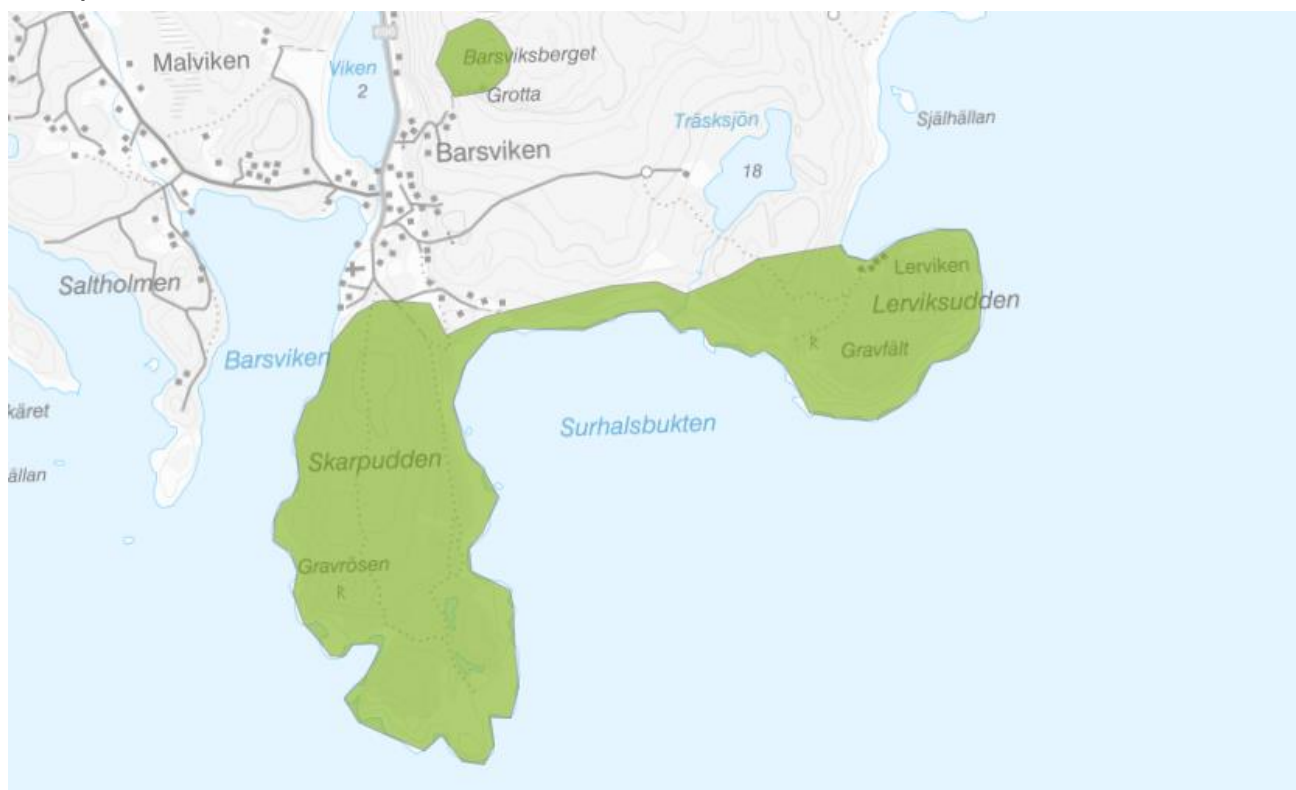 Malviken
Viken
2
Barsviksberget
Grotta
Själhällan
Träsksjön
Barsviken
18
Saltholmen
Lerviken
Lerviksudden
Barsviken
Gravfält
R
käret
Surhalsbukten
Skarpudden
ällan
Gravrösen
R